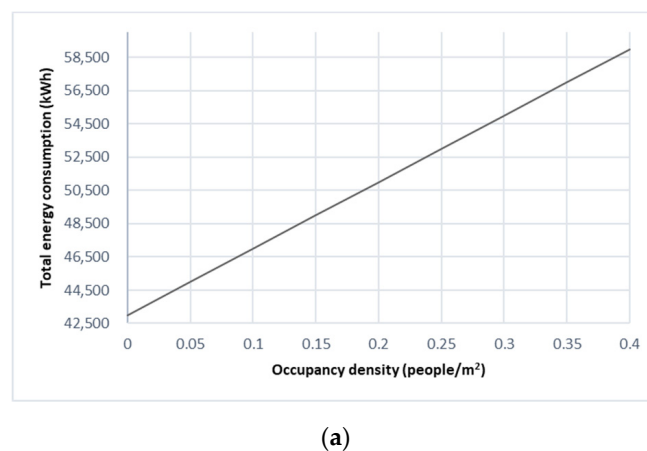 Total energy consumption (kWh)
58,500
56,500
54,500
52,500
50,500
48,500
46,500
44,500
42,500
0 0.05 0.1 0.15 0.2 0.25 0.3 0.35 0.4
Occupancy density (people/m²)
(a)